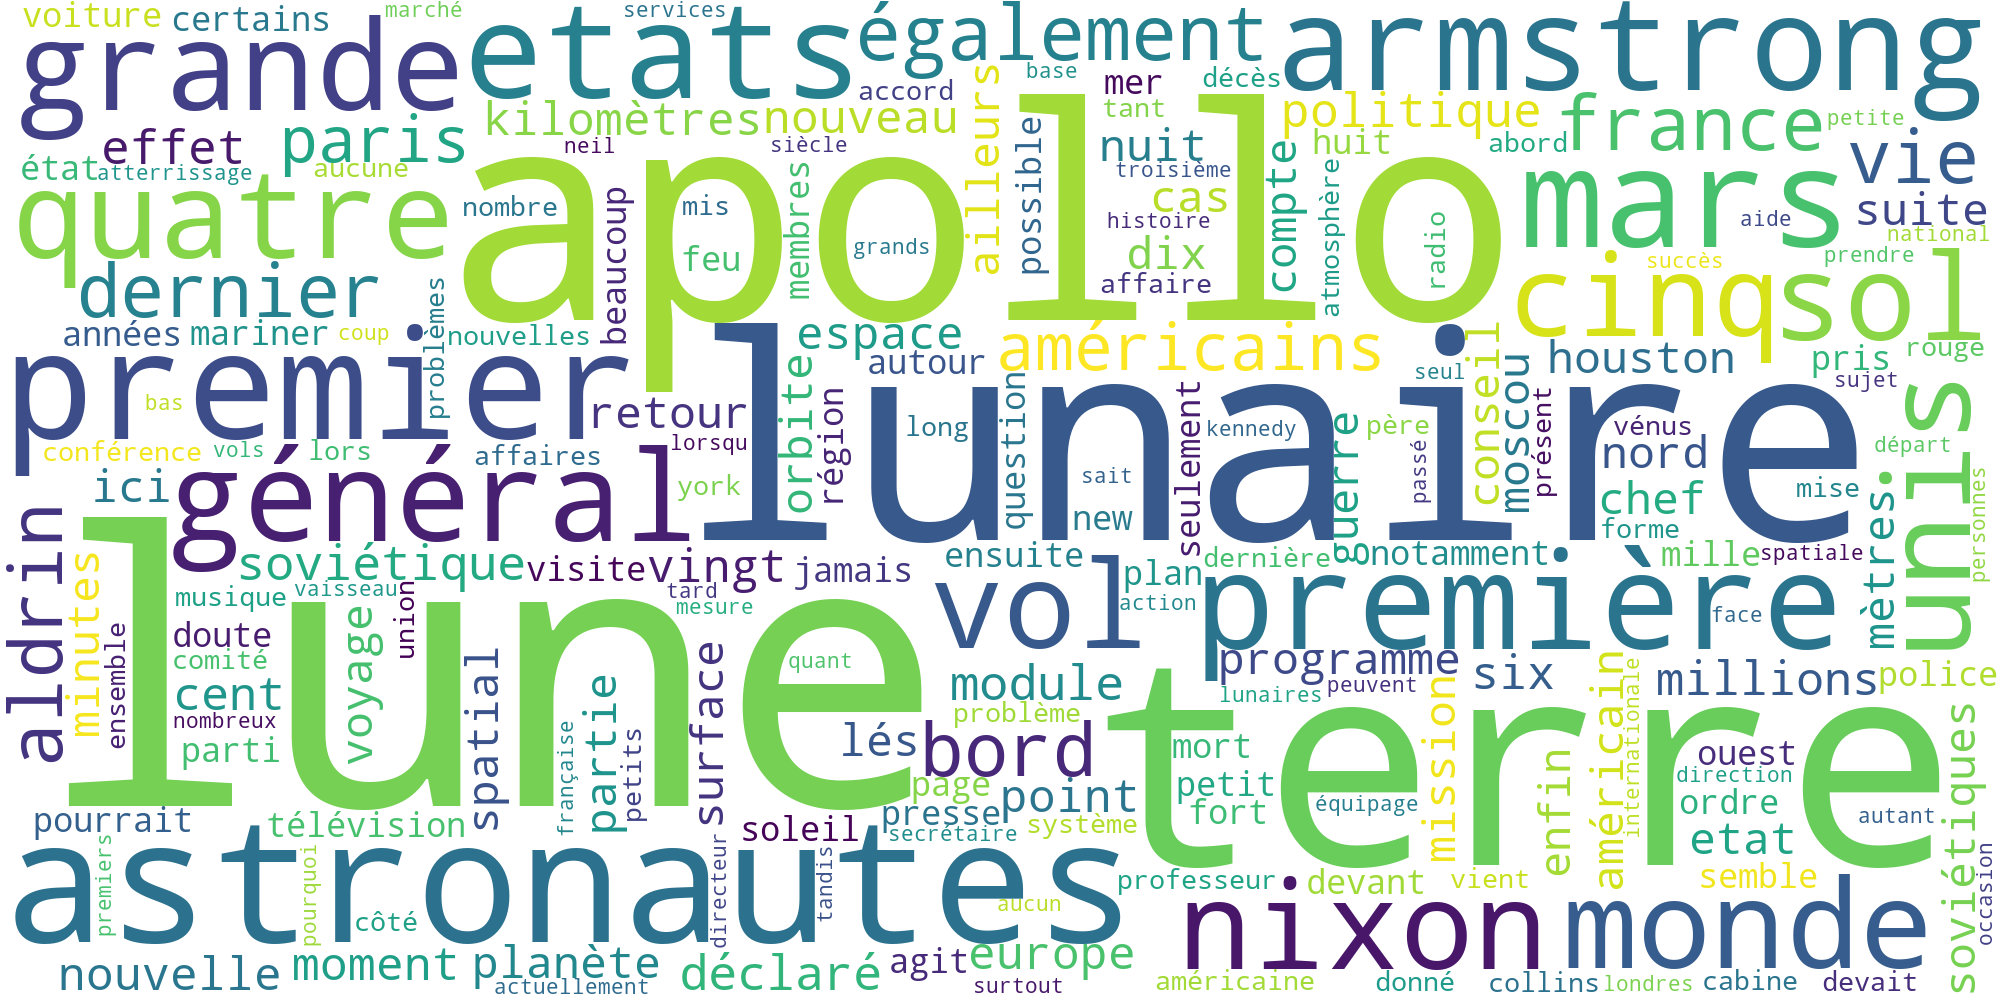 voiture certains marché services également armstrong
grande etats
effet paris kilomètres nouveau accord base mer décès politique france petite
neil siècle tant nuit huit abord vie
état atterrissage aucune apollo ailleurs possible troisième compte atmosphère
quatre nombre beaucoup mis membres cas mars suite
feu grands histoire dix radio aide national
dernier affaire cinq succès prendre sol
années mariner coup problèmes nouvelles espace américains conseil houston pris rouge
premier autour orbite seul sujet
bas retour lunaire région long question seulement kennedy guerre père passé moscou présent vénus nord départ unis
conférence vols lors affaires lorsqu
ici général york sait new chef mise mètres personnes
aldrin forme
minutes soviétique visite vingt jamais ensuite dernière notamment mille spatiale
musique vaisseau union tard mesure vol plan action première face
lune doute ensemble voyage
comité cent spatial surface quant programme six millions police
nombreux module lunaires peuvent mission américain internationale soviétiques
parti française partie petits lés bord problème terre mort ouest
page petit enfin direction
pourrait télévision soleil presse point fort équipage ordre autant
secrétaire système etat
astronautes premiers pourquoi directeur tandis professeur devant vient semble occasion
côté aucun nixon monde
nouvelle moment planète déclaré agit europe
actuellement surtout américaine donné collins londres cabine devait